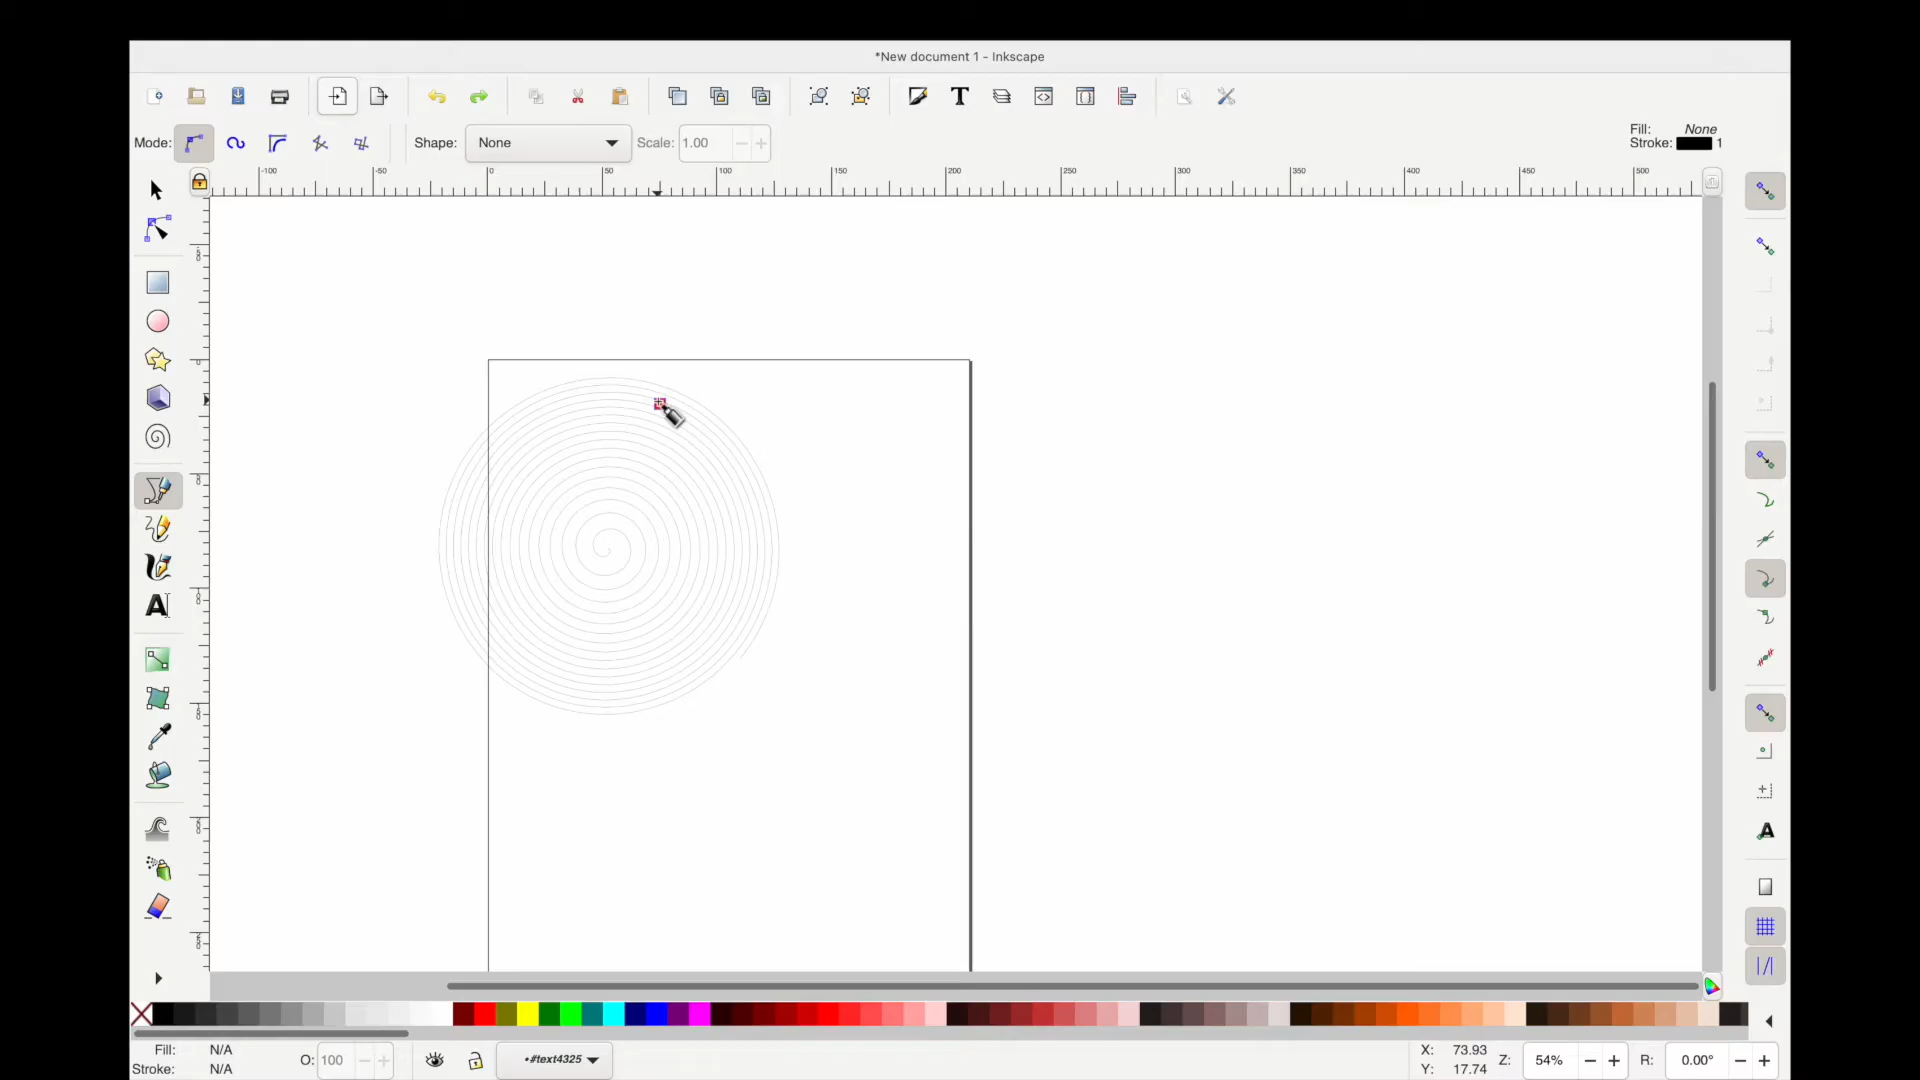 *New document 1 - Inkscape
Mode:
Shape: None
Scale: 1.00
Fill: None
Stroke: 1
-100 -50 0 50 100 150 200 250 300 350 400 450 500
Fill: N/A
Stroke: N/A
O: 100
•#text4325
X: 73.93
Y: 17.74
Z: 54%
R: 0.00°